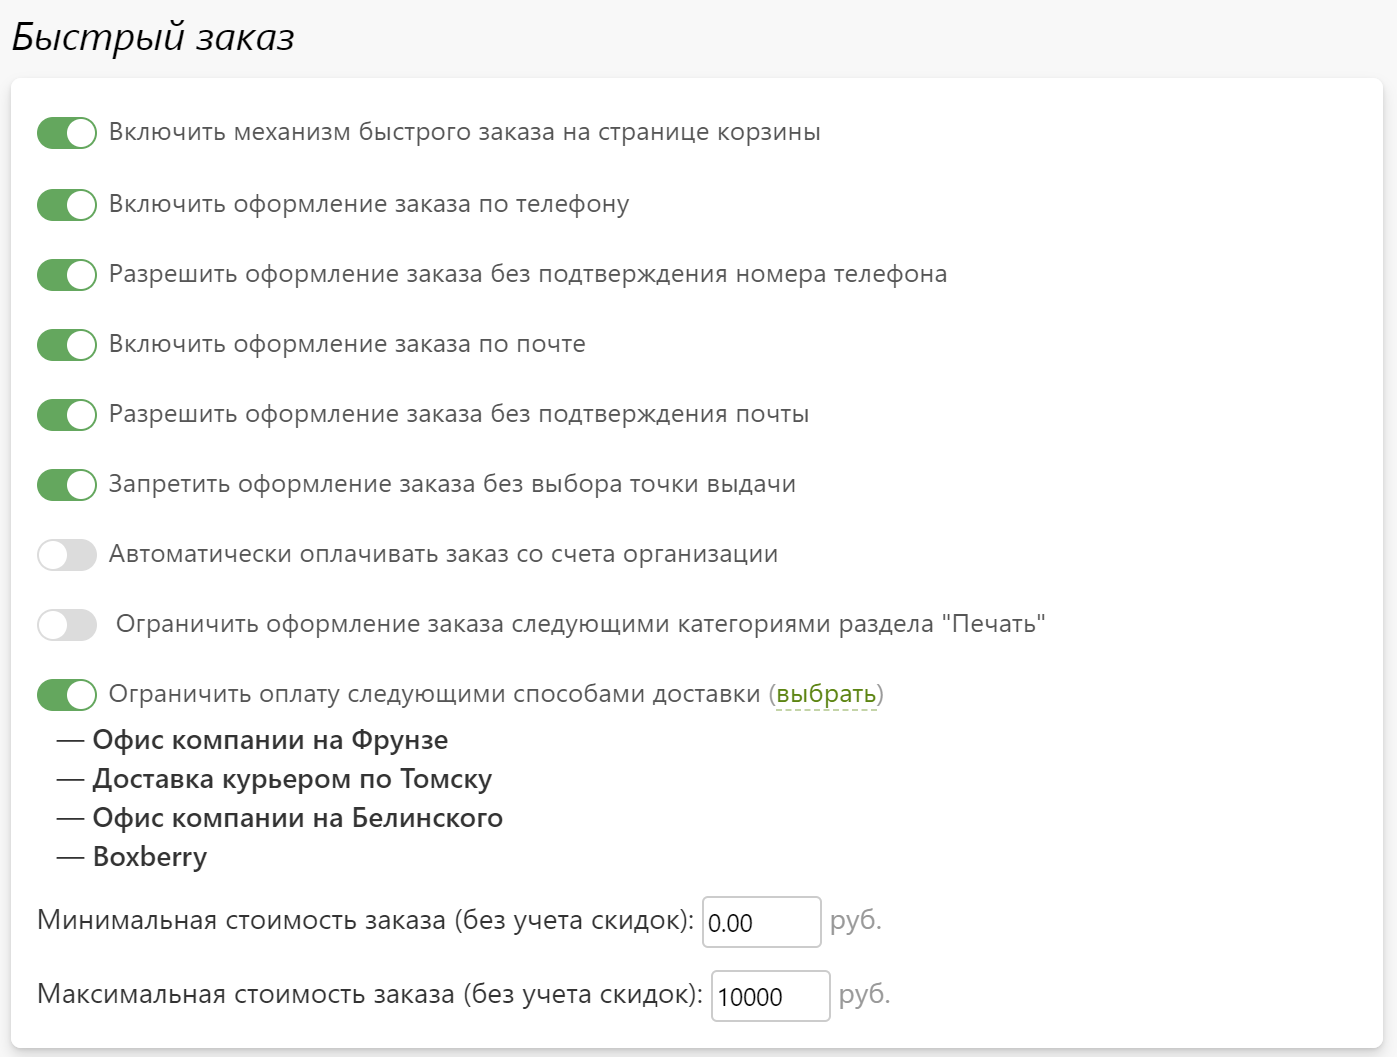 Быстрый заказ
Включить механизм быстрого заказа на странице корзины
Включить оформление заказа по телефону
Разрешить оформление заказа без подтверждения номера телефона
Включить оформление заказа по почте
Разрешить оформление заказа без подтверждения почты
Запретить оформление заказа без выбора точки выдачи
Автоматически оплачивать заказ со счета организации
Ограничить оформление заказа следующими категориями раздела "Печать"
Ограничить оплату следующими способами доставки (выбрать)
— Офис компании на Фрунзе
— Доставка курьером по Томску
— Офис компании на Белинского
— Boxberry
Минимальная стоимость заказа (без учета скидок): 0.00 руб.
Максимальная стоимость заказа (без учета скидок): 10000 руб.